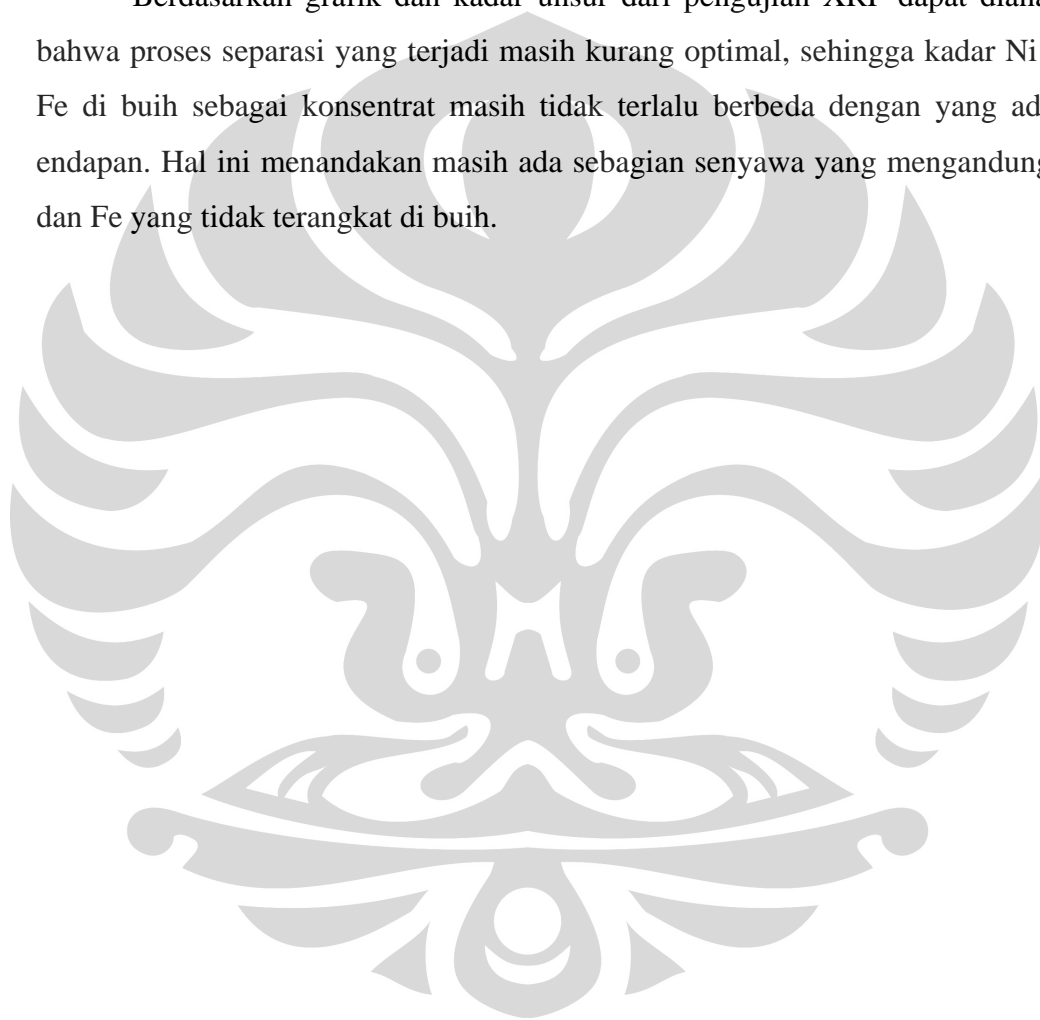 Berdasarkan grafik dan kadar unsur dari pengujian XRF dapat
bahwa proses separasi yang terjadi masih kurang optimal, sehingga kadar Ni
Fe di buih sebagai konsentrat masih tidak terlalu berbeda dengan yang
endapan. Hal ini menandakan masih ada sebagian senyawa yang mengandung
dan Fe yang tidak terangkat di buih.